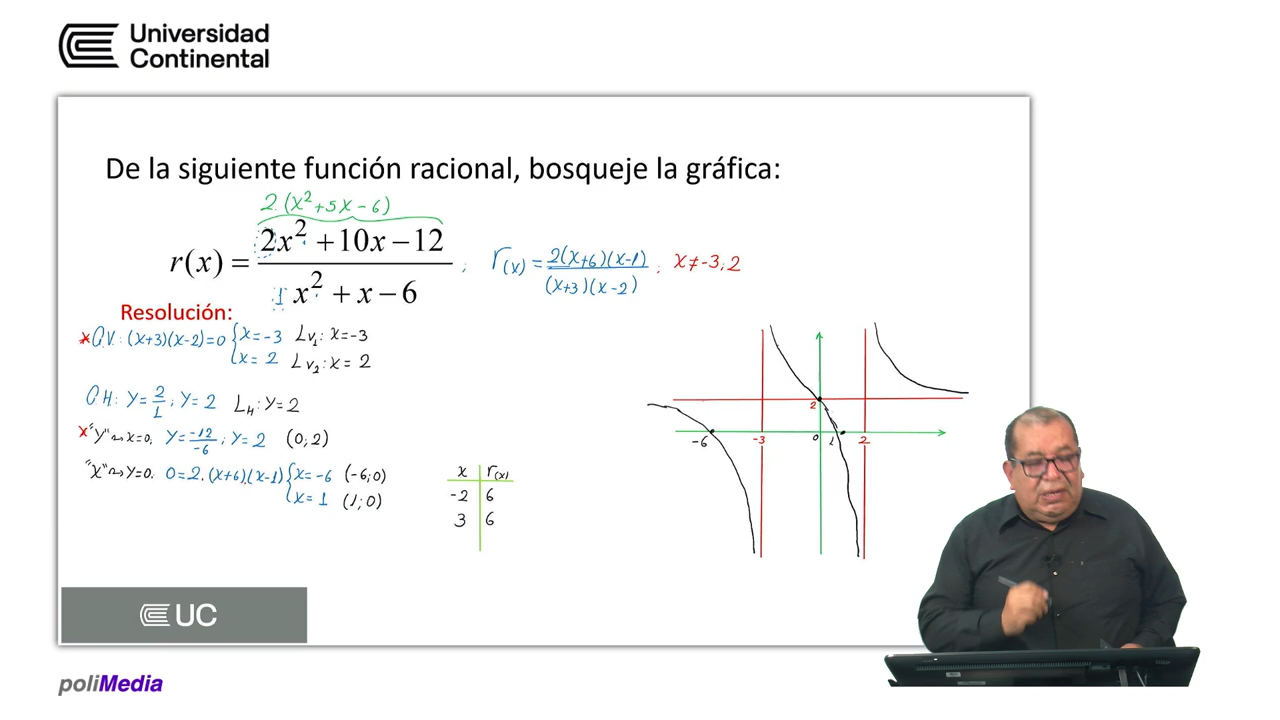 Universidad
Continental
De la siguiente función racional, bosqueje la gráfica:
2.(x²+5x-6)
r(x) = (2x² + 10x - 12)/(1x² + x - 6) ; r(x) = 2(x+6)(x-1)/(x+3)(x-2) ; x≠-3;2
Resolución:
*A.V.: (x+3)(x-2)=0 { x=-3 Lv₁: x=-3
x=2 Lv₂: x=2
AH: y=2/1; y=2 LH: y=2
*"y"~x=0. y=-12/-6; y=2 (0;2)
"x"~y=0. 0=2.(x+6)(x-1) { x=-6 (-6;0)
x=1 (1;0)
x r(x)
-2 6
3 6
2
-6 -3 0 1 2
UC
poliMedia